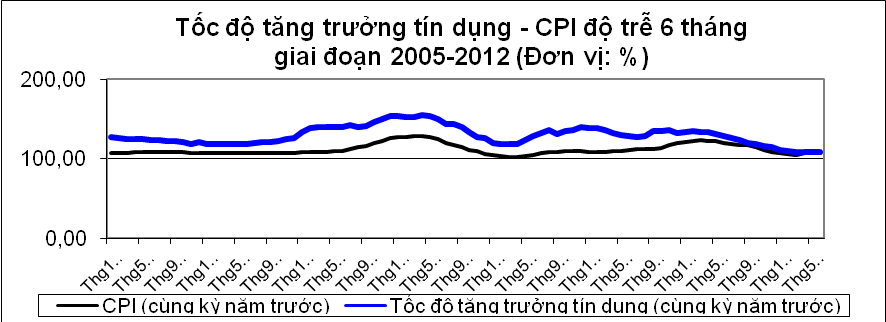 Tốc độ tăng trưởng tín dụng - CPI độ trễ 6 tháng
giai đoạn 2005-2012 (Đơn vị: %)
200,00
100,00
0,00
Thg1..
Thg5..
Thg9..
Thg1..
Thg5..
Thg9..
Thg1..
Thg5..
Thg9..
Thg1..
Thg5..
Thg9..
Thg1..
Thg5..
Thg9..
Thg1..
Thg5..
Thg9..
Thg1..
Thg5..
Thg9..
Thg1..
Thg5..
CPI (cùng kỳ năm trước)
Tốc đô tăng trưởng tín dung (cùng kỳ năm trước)